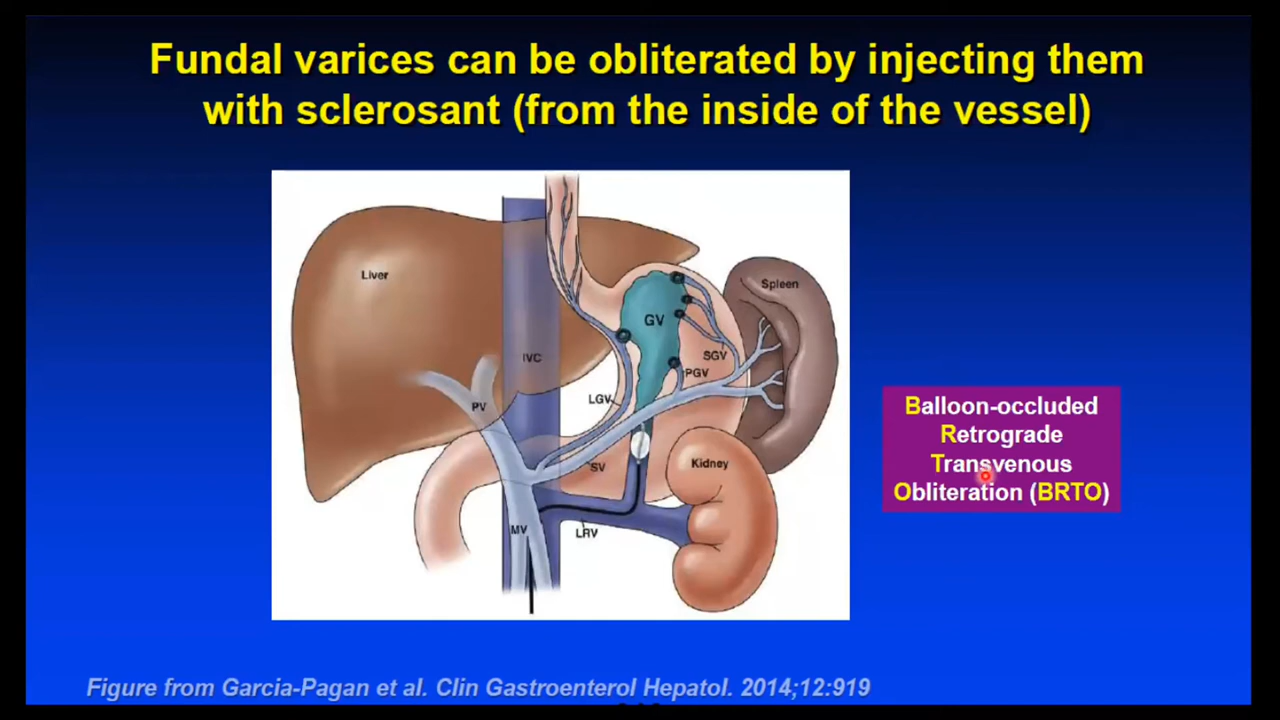 Fundal varices can be obliterated by injecting them
with sclerosant (from the inside of the vessel)
Liver
Spleen
GV
IVC
SGV
PGV
LGV
PV
Kidney
SV
MV
LRV
Balloon-occluded
Retrograde
Transvenous
Obliteration (BRTO)
Figure from Garcia-Pagan et al. Clin Gastroenterol Hepatol. 2014;12:919